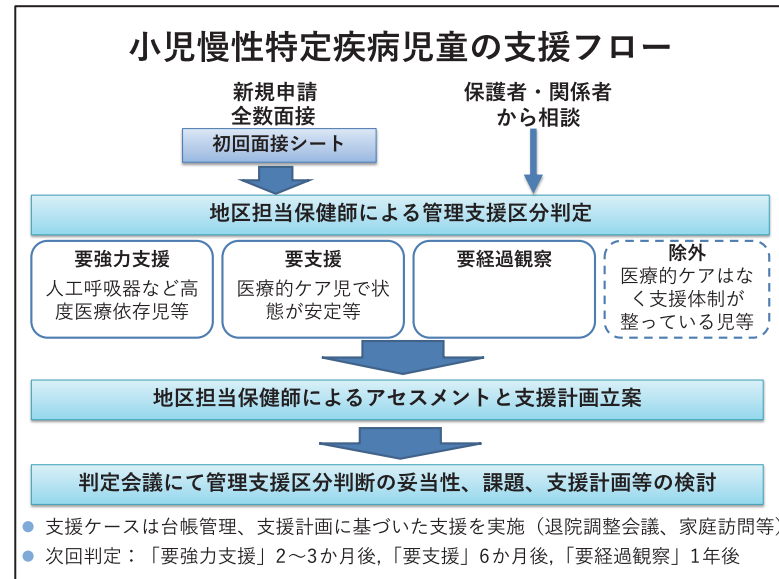 小児慢性特定疾病児童の支援フロー
新規申請
全数面接
保護者・関係者
から相談
初回面接シート
地区担当保健師による管理支援区分判定
要強力支援
人工呼吸器など高
度医療依存児等
要支援
医療的ケア児で状
態が安定等
要経過観察
除外
医療的ケアはな
く支援体制が
整っている児等
地区担当保健師によるアセスメントと支援計画立案
判定会議にて管理支援区分判断の妥当性、課題、支援計画等の検討
● 支援ケースは台帳管理、支援計画に基づいた支援を実施（退院調整会議、家庭訪問等）
● 次回判定：「要強力支援」2～3か月後,「要支援」6か月後,「要経過観察」1年後